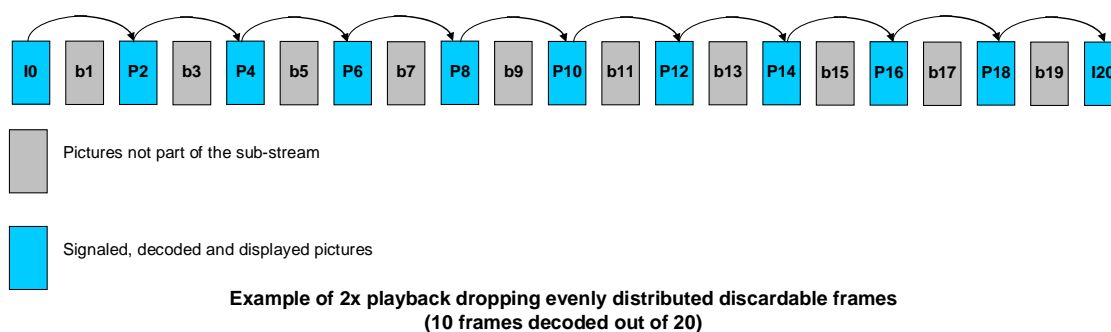 I0 b1 P2 b3 P4 b5 P6 b7 P8 b9 P10 b11 P12 b13 P14 b15 P16 b17 P18 b19 I20
Pictures not part of the sub-stream
Signaled, decoded and displayed pictures
Example of 2x playback dropping evenly distributed discardable frames
(10 frames decoded out of 20)